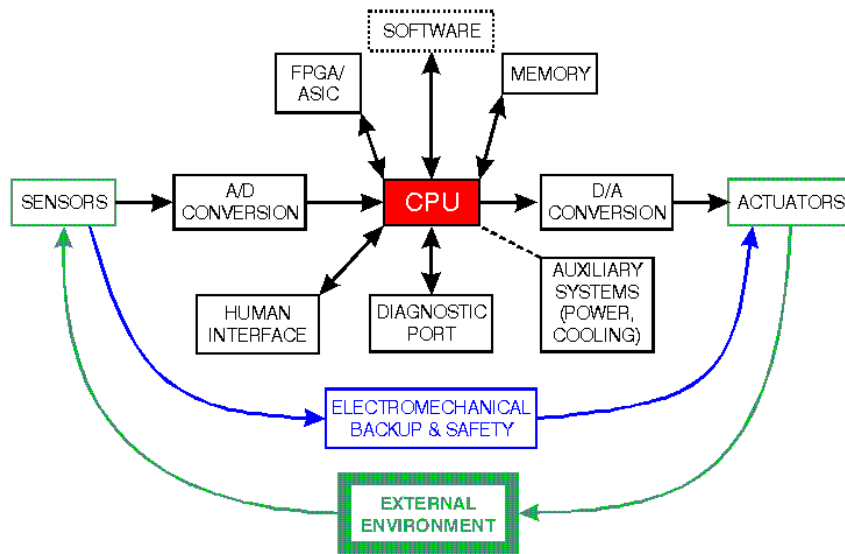 SOFTWARE
FPGA/
ASIC
MEMORY
SENSORS
A/D
CONVERSION
CPU
D/A
CONVERSION
ACTUATORS
HUMAN
INTERFACE
DIAGNOSTIC
PORT
AUXILIARY
SYSTEMS
(POWER,
COOLING)
ELECTROMECHANICAL
BACKUP & SAFETY
EXTERNAL
ENVIRONMENT